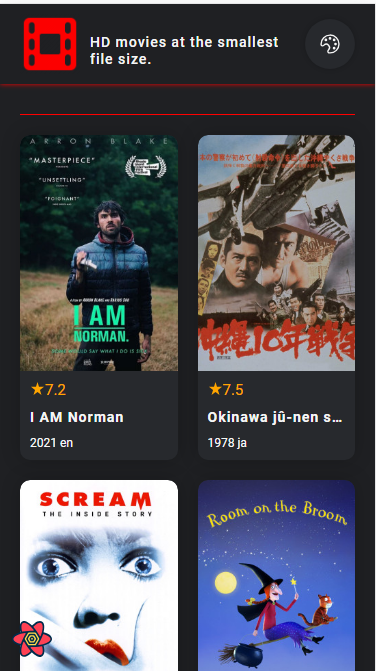 HD movies at the smallest
file size.
ARRON BLAKE
"MASTERPIECE"
"UNSETTLING"
"POIGNANT"
I AM
NORMAN.
沖縄10年戦争
★7.2
I AM Norman
2021 en
★7.5
Okinawa jū-nen s...
1978 ja
SCREAM
THE INSIDE STORY
Room on the Broom